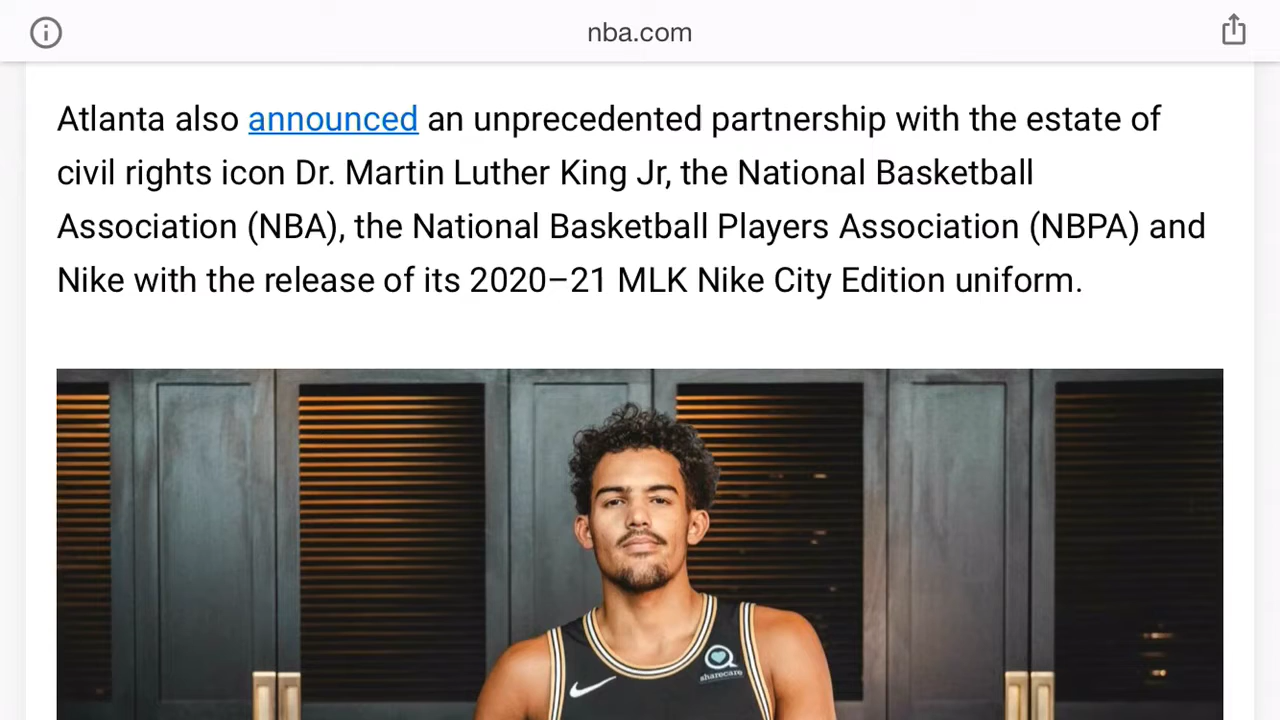 nba.com
Atlanta also announced an unprecedented partnership with the estate of
civil rights icon Dr. Martin Luther King Jr, the National Basketball
Association (NBA), the National Basketball Players Association (NBPA) and
Nike with the release of its 2020–21 MLK Nike City Edition uniform.
sharecare